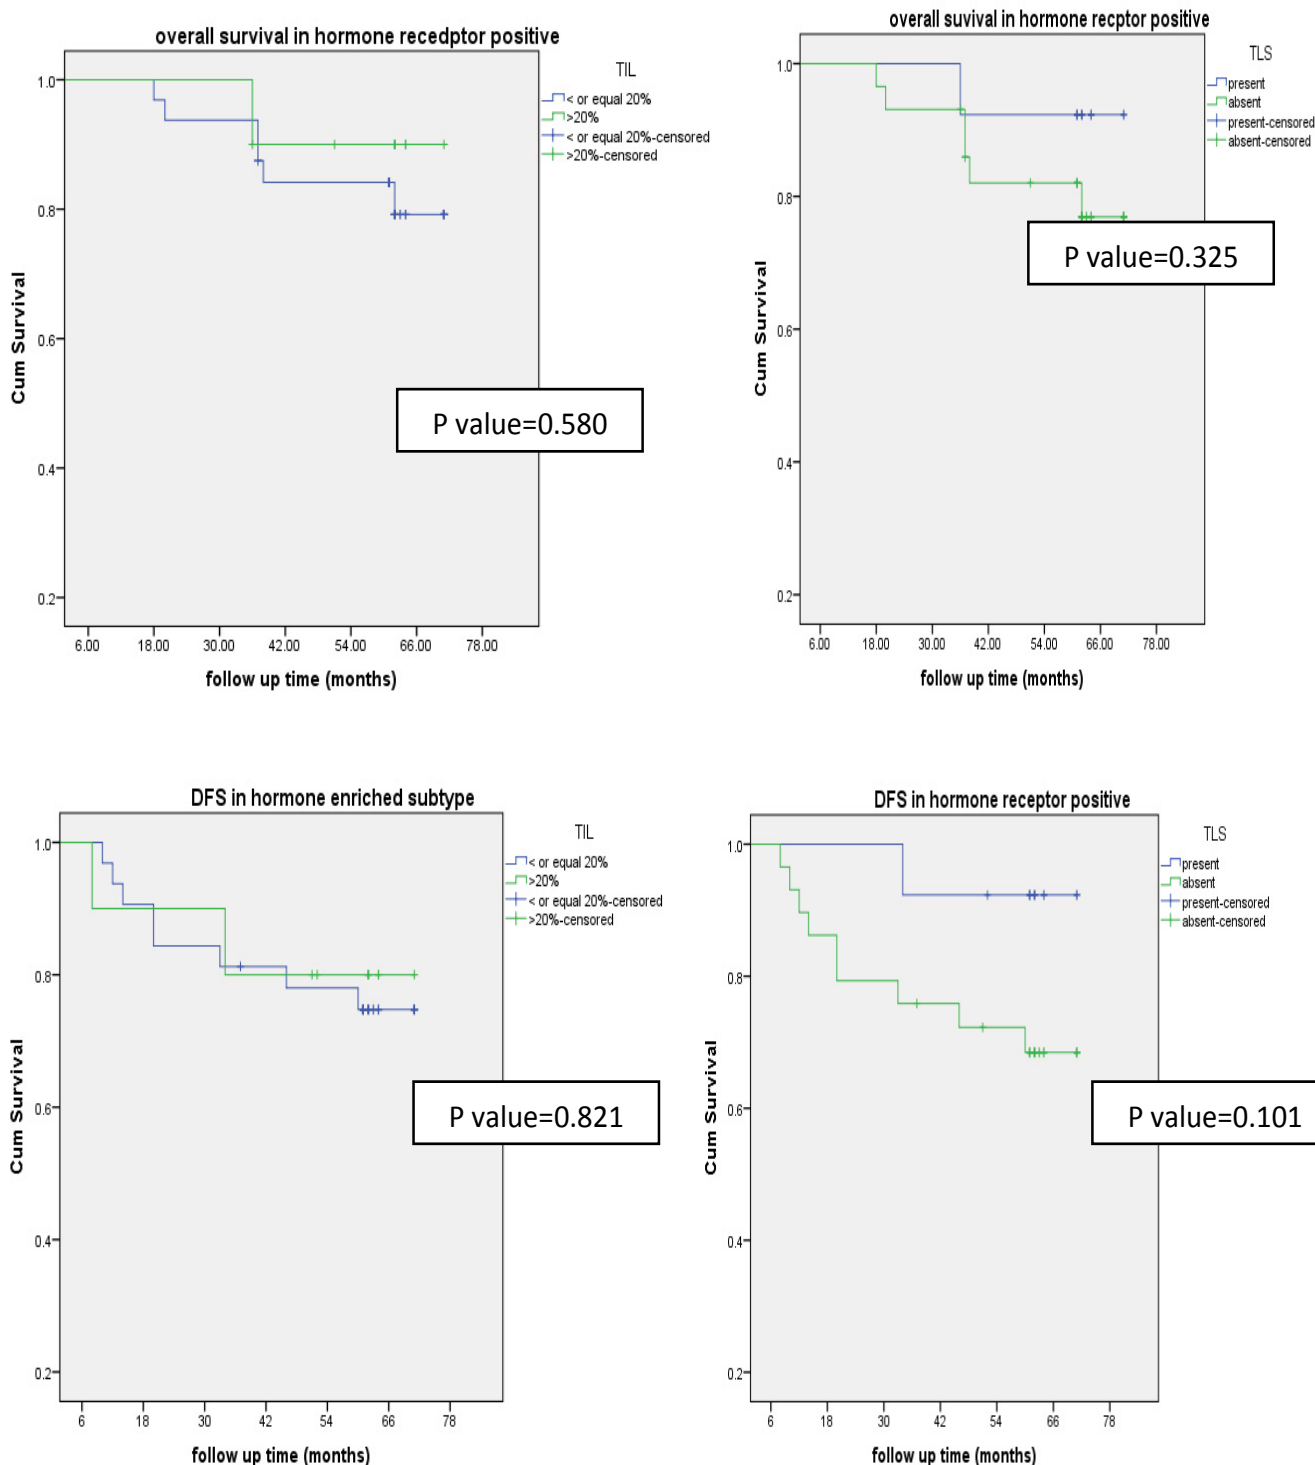 overall survival in hormone recedptor positive
TIL
< or equal 20%
>20%
< or equal 20%-censored
>20%-censored
1.0
0.8
0.6
0.4
0.2
Cum Survival
P value=0.580
6.00 18.00 30.00 42.00 54.00 66.00 78.00
follow up time (months)
overall suvival in hormone recptor positive
TLS
present
absent
present-censored
absent-censored
1.0
0.8
0.6
0.4
0.2
Cum Survival
P value=0.325
6.00 18.00 30.00 42.00 54.00 66.00 78.00
follow up time (months)
DFS in hormone enriched subtype
TIL
< or equal 20%
>20%
< or equal 20%-censored
>20%-censored
1.0
0.8
0.6
0.4
0.2
Cum Survival
P value=0.821
6 18 30 42 54 66 78
follow up time (months)
DFS in hormone receptor positive
TLS
present
absent
present-censored
absent-censored
1.0
0.8
0.6
0.4
0.2
Cum Survival
P value=0.101
6 18 30 42 54 66 78
follow up time (months)